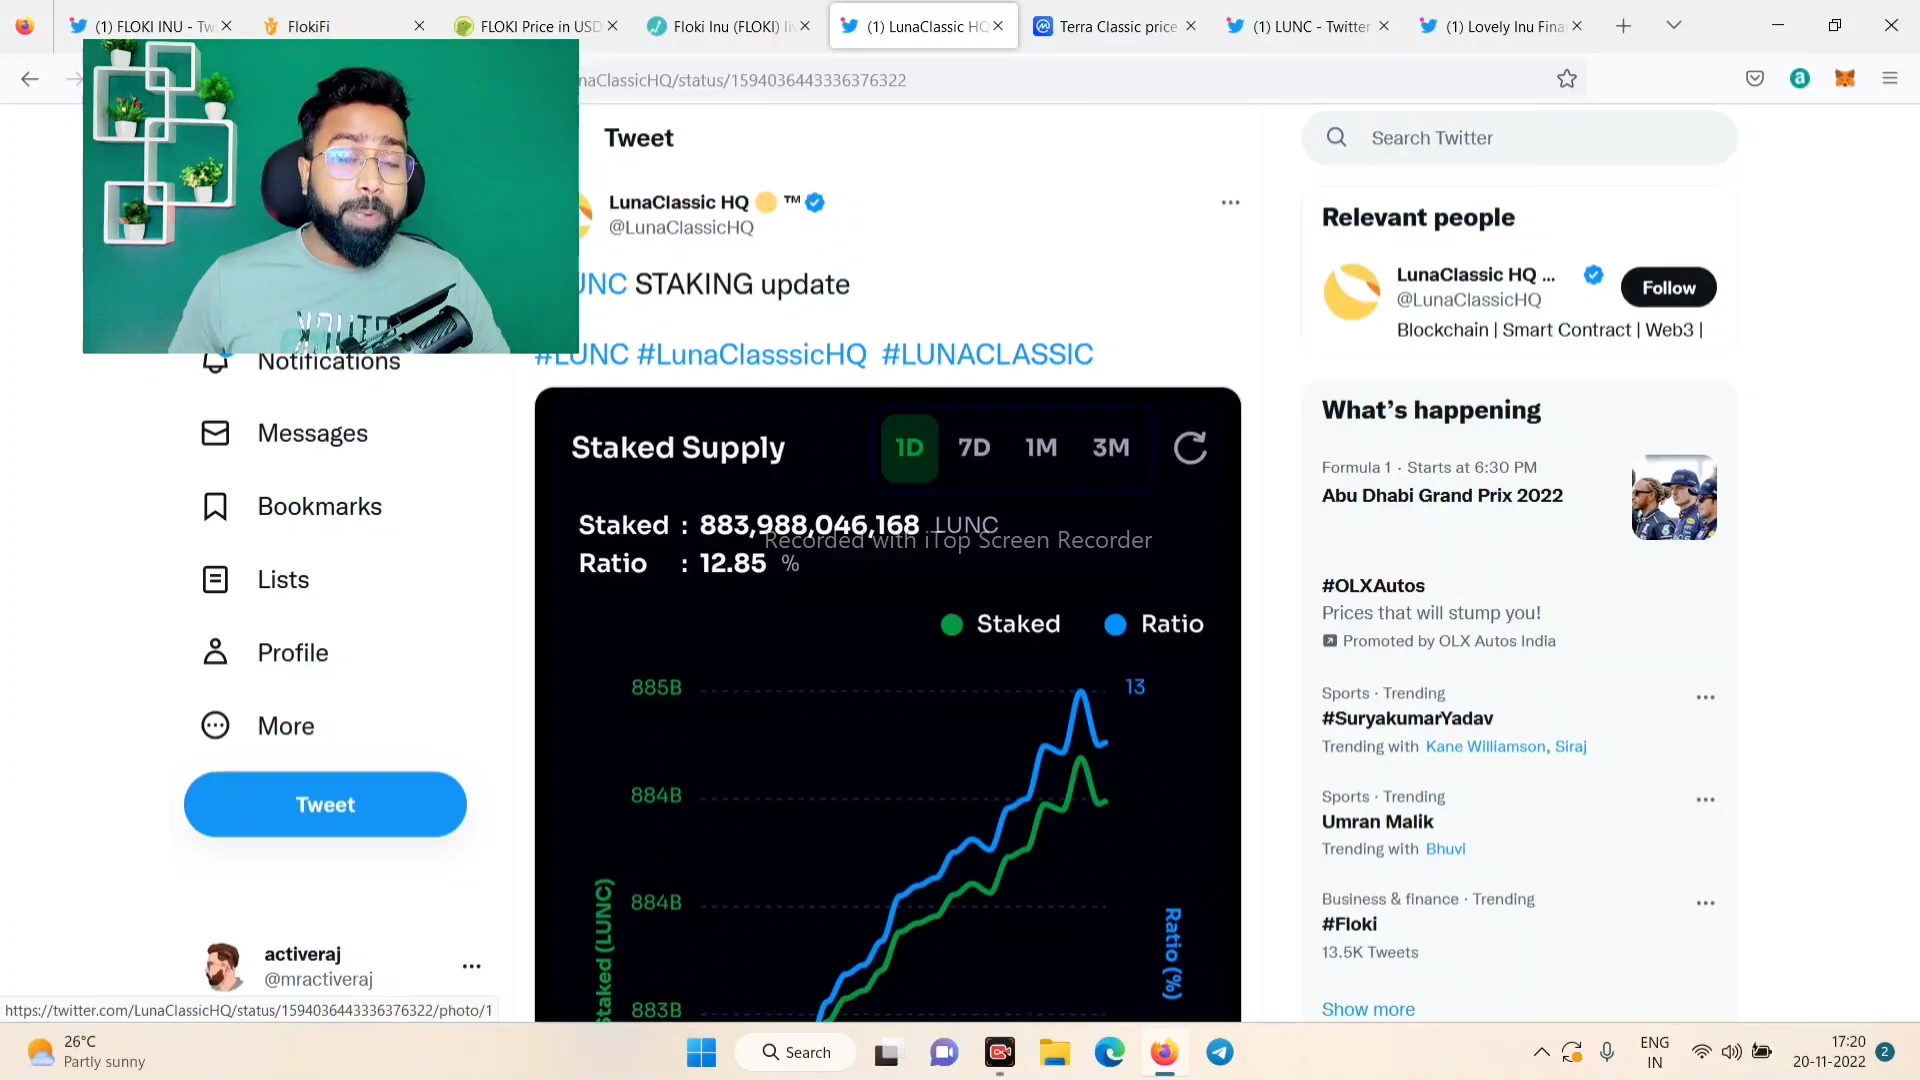 (1) FLOKI INU - Tw
FlokiFi
FLOKI Price in USD
Floki Inu (FLOKI) li
(1) LunaClassic HQ
Terra Classic price
(1) LUNC - Twitter
(1) Lovely Inu Fina
naClassicHQ/status/1594036443336376322
Tweet
LunaClassic HQ ™
@LunaClassicHQ
UNC STAKING update
#LUNC #LunaClasssicHQ #LUNACLASSIC
Notifications
Messages
Bookmarks
Lists
Profile
More
Tweet
activeraj
@mractiveraj
https://twitter.com/LunaClassicHQ/status/1594036443336376322/photo/1
Staked Supply
1D 7D 1M 3M
Staked : 883,988,046,168 LUNC
Recorded with iTop Screen Recorder
Ratio : 12.85 %
Staked Ratio
885B
13
884B
884B
883B
Staked (LUNC)
Ratio (%)
Search Twitter
Relevant people
LunaClassic HQ ...
@LunaClassicHQ
Follow
Blockchain | Smart Contract | Web3 |
What's happening
Formula 1 · Starts at 6:30 PM
Abu Dhabi Grand Prix 2022
#OLXAutos
Prices that will stump you!
Promoted by OLX Autos India
Sports · Trending
#SuryakumarYadav
Trending with Kane Williamson, Siraj
Sports · Trending
Umran Malik
Trending with Bhuvi
Business & finance · Trending
#Floki
13.5K Tweets
Show more
26°C
Partly sunny
Search
ENG
IN
17:20
20-11-2022
2